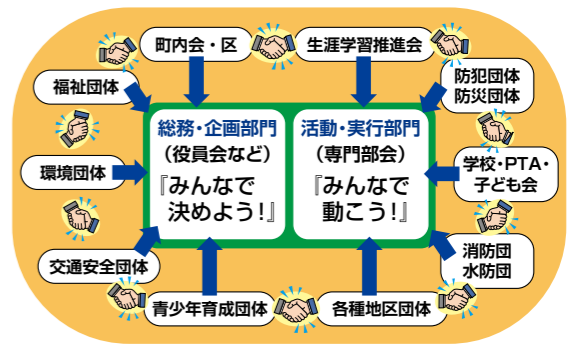 町内会・区
生涯学習推進会
福祉団体
防犯団体
防災団体
総務・企画部門
（役員会など）
『みんなで
決めよう！』
活動・実行部門
（専門部会）
『みんなで
動こう！』
環境団体
学校・PTA・
子ども会
交通安全団体
消防団
水防団
青少年育成団体
各種地区団体